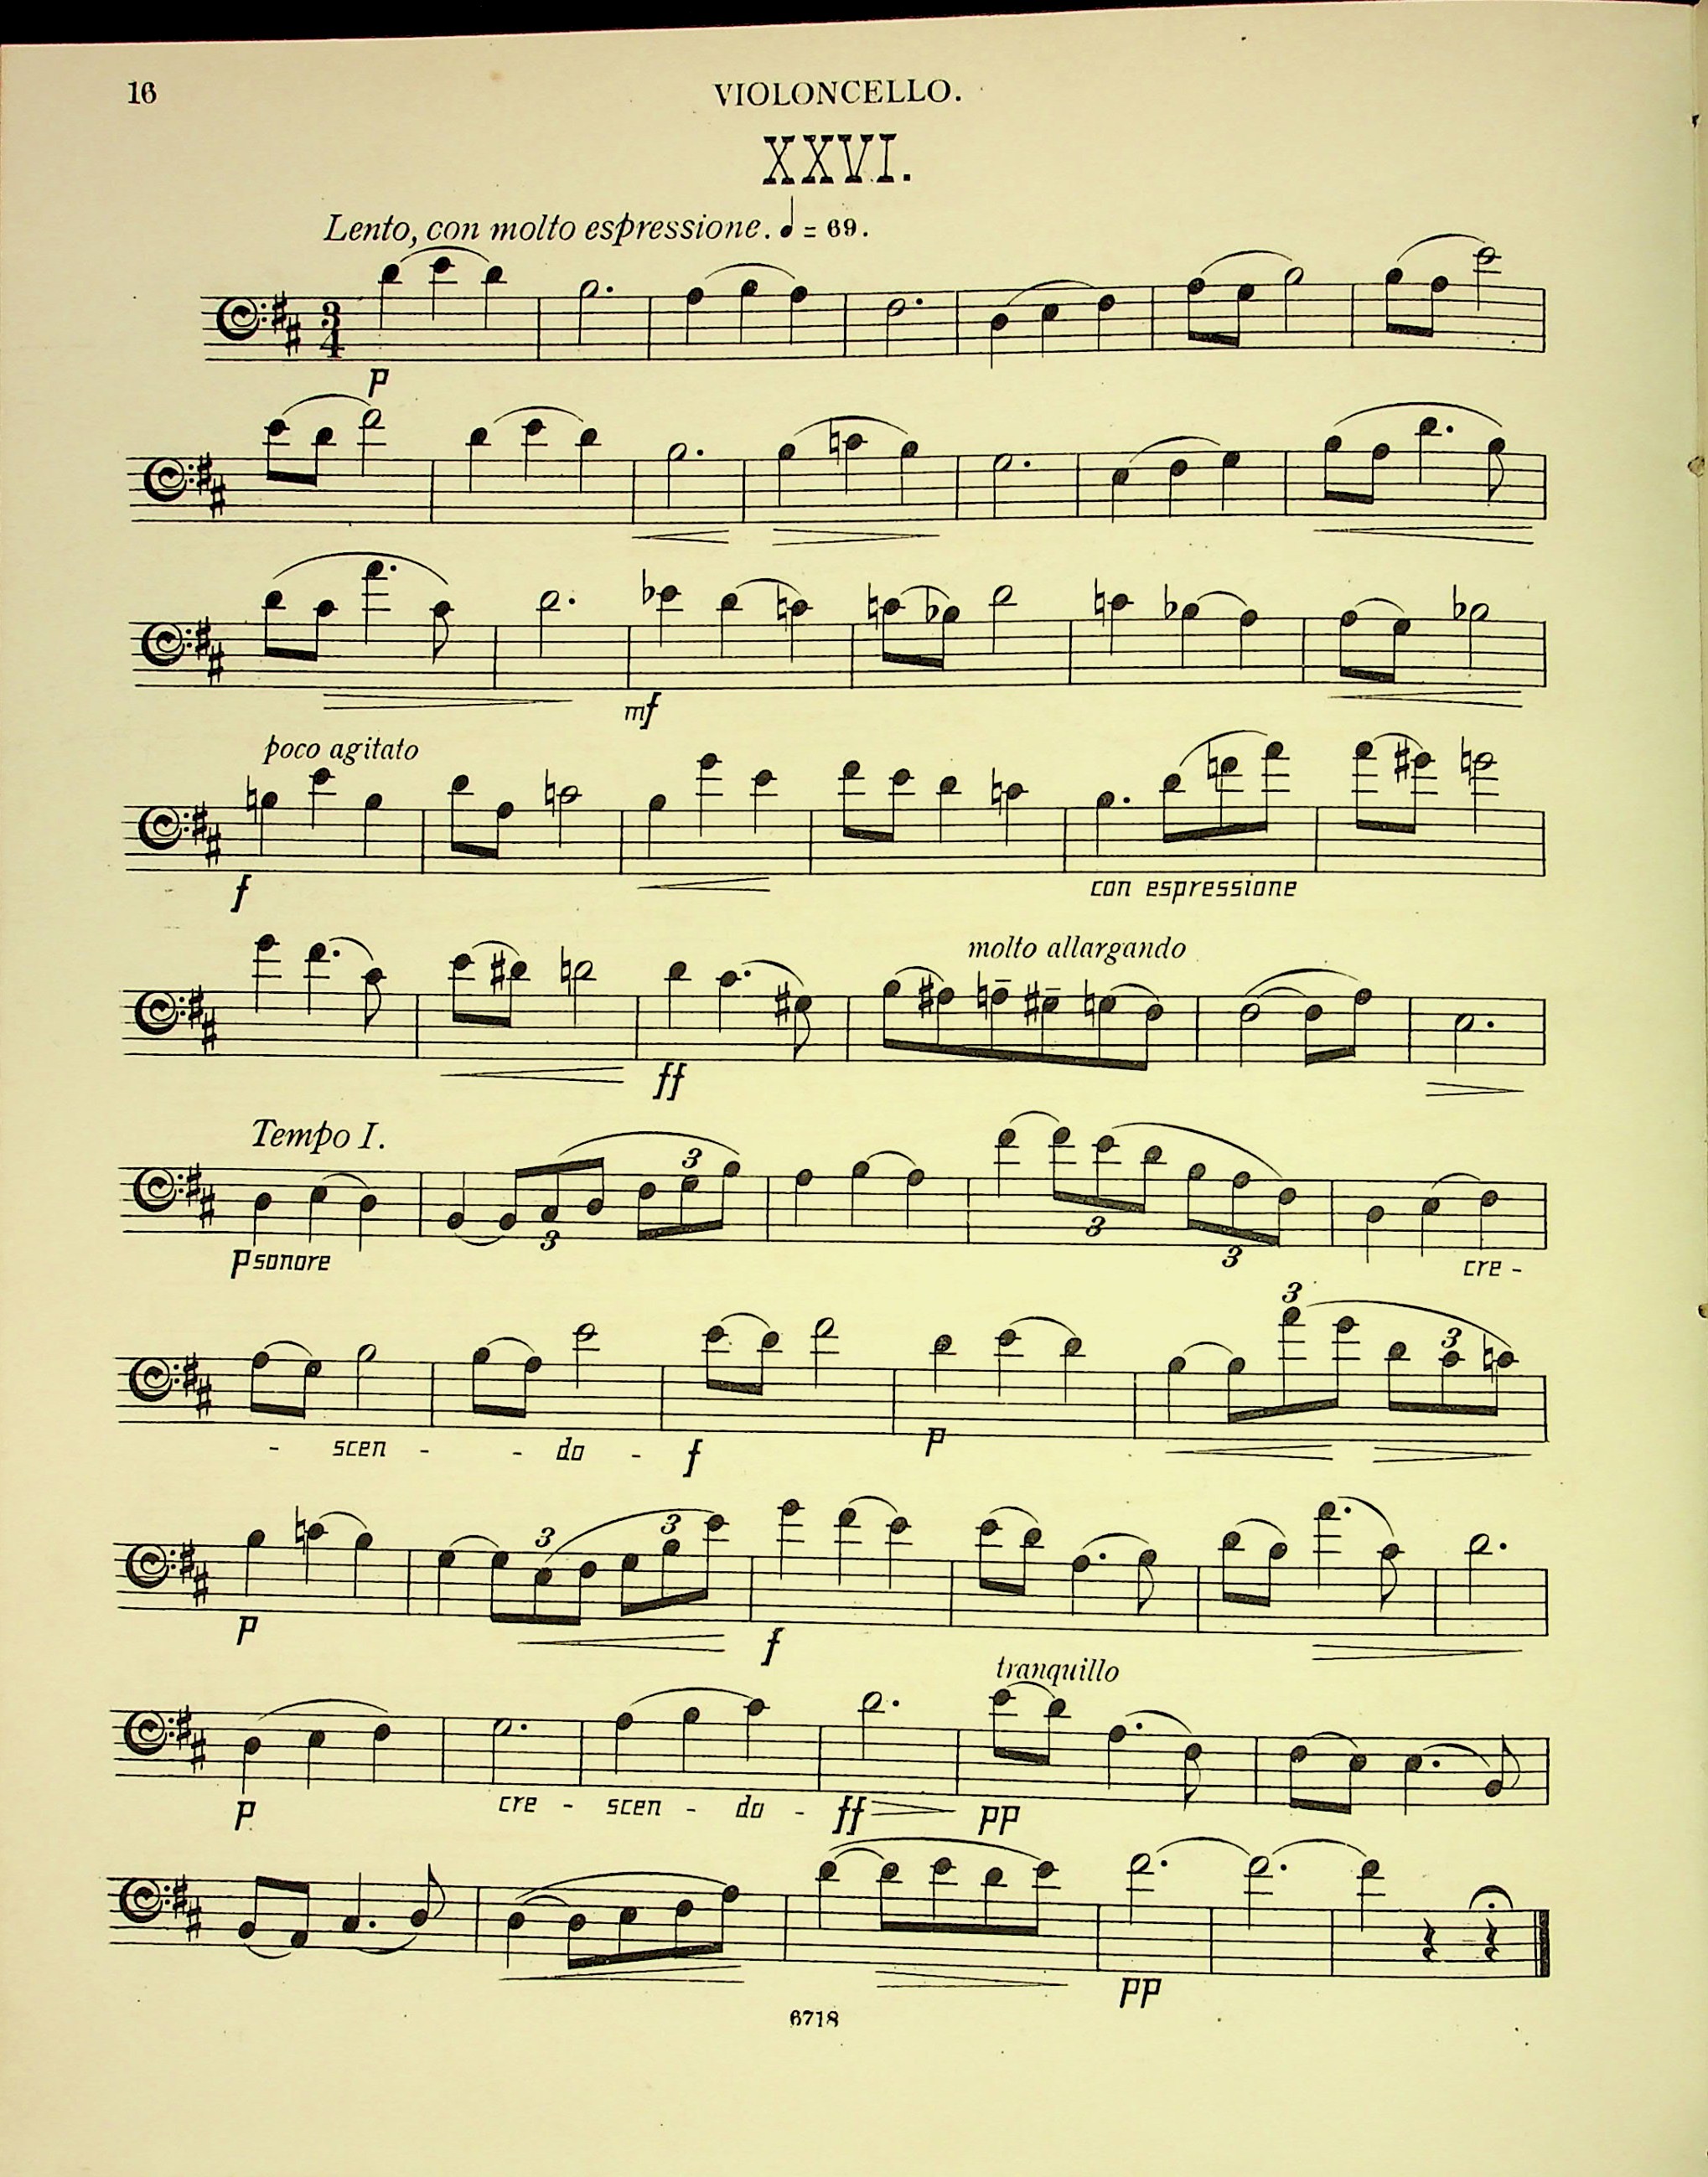 16
VIOLONCELLO.
XXVI.
Lento, con molto espressione. ♩ = 69.
3
4
p
mf
poco agitato
f
con espressione
molto allargando
ff
Tempo I.
3
3
3
3
p sonore
cre -
3
3
- scen - - do - f
p
3
3
p
f
tranquillo
p
cre - scen - do - ff
pp
pp
6718